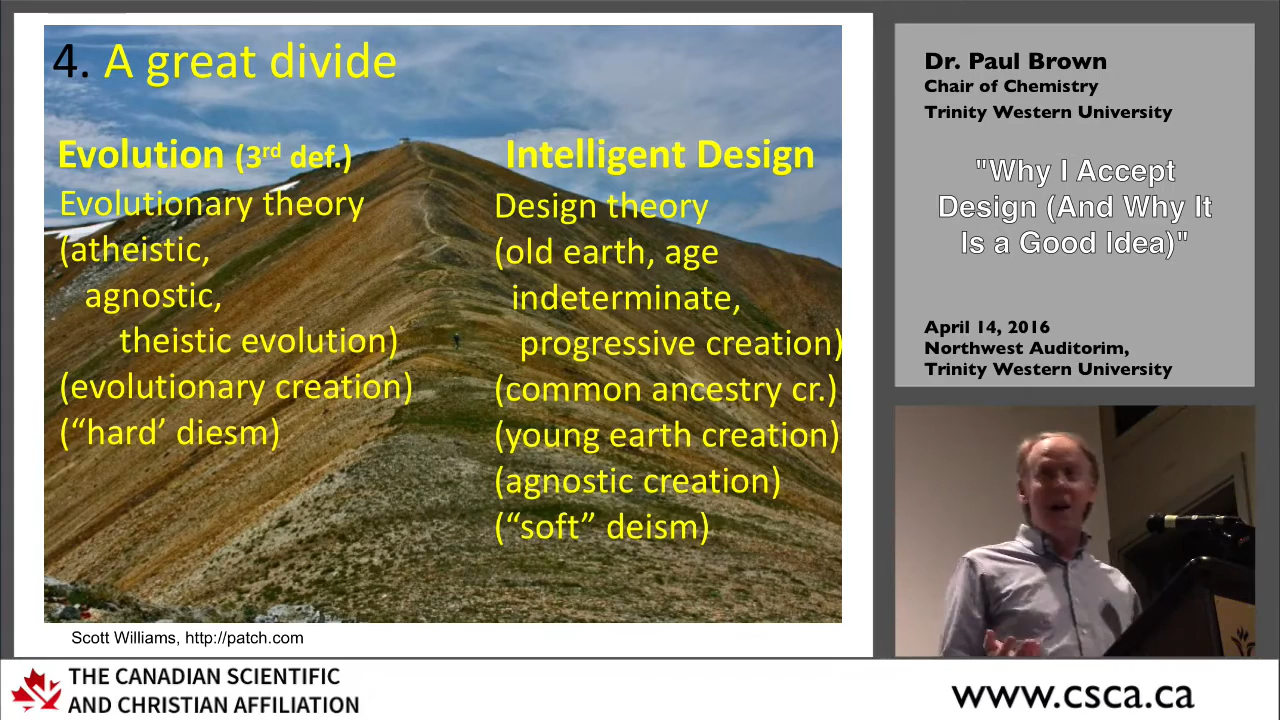 4. A great divide
Evolution (3rd def.)
Evolutionary theory
(atheistic,
agnostic,
theistic evolution)
(evolutionary creation)
(“hard’ diesm)
Intelligent Design
Design theory
(old earth, age
indeterminate,
progressive creation)
(common ancestry cr.)
(young earth creation)
(agnostic creation)
(“soft” deism)
Scott Williams, http://patch.com
Dr. Paul Brown
Chair of Chemistry
Trinity Western University
"Why I Accept
Design (And Why It
Is a Good Idea)"
April 14, 2016
Northwest Auditorim,
Trinity Western University
THE CANADIAN SCIENTIFIC
AND CHRISTIAN AFFILIATION
www.csca.ca